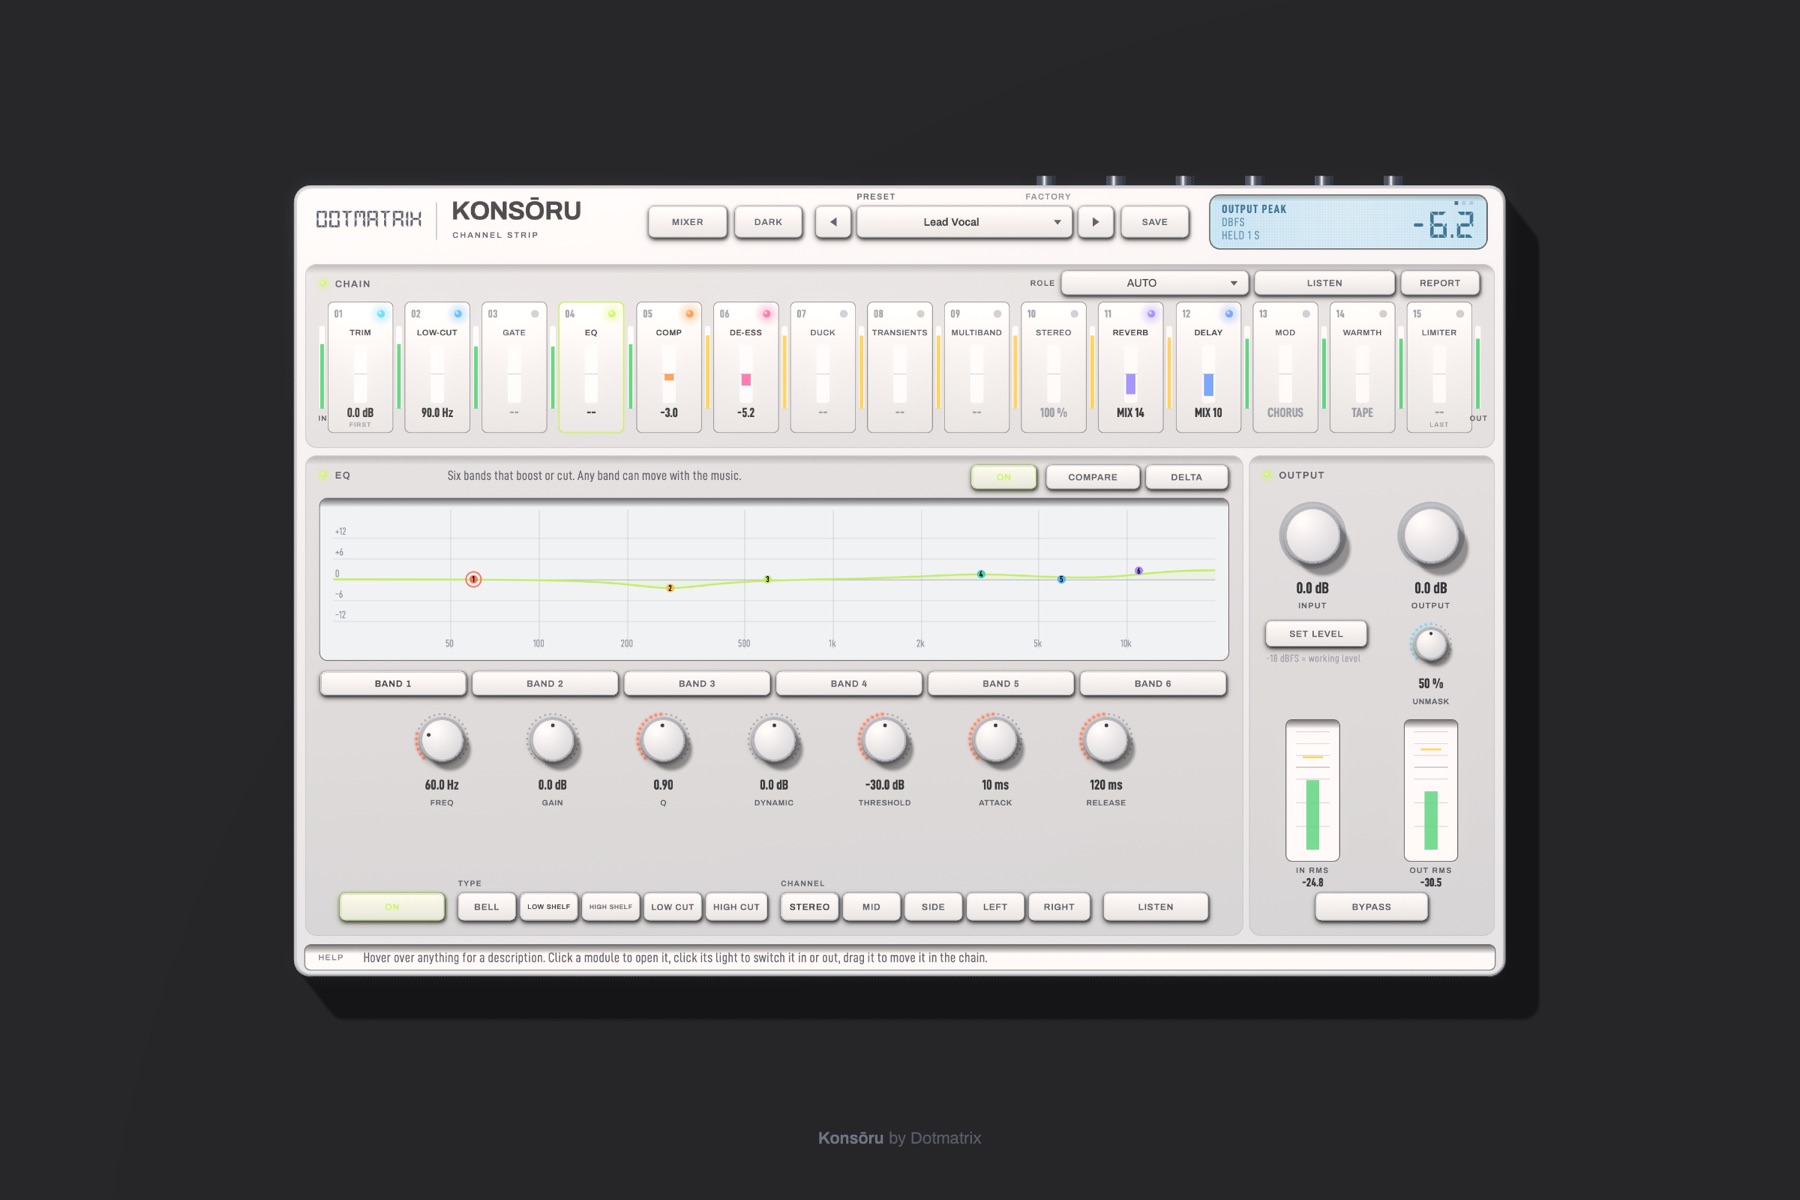 DOTMATRIX
KONSŌRU
CHANNEL STRIP
MIXER
DARK
PRESET
FACTORY
Lead Vocal
SAVE
OUTPUT PEAK
DBFS
HELD 1 S
-6.2
CHAIN
ROLE
AUTO
LISTEN
REPORT
01
TRIM
0.0 dB
FIRST
02
LOW-CUT
90.0 Hz
03
GATE
--
04
EQ
--
05
COMP
-3.0
06
DE-ESS
-5.2
07
DUCK
--
08
TRANSIENTS
--
09
MULTIBAND
--
10
STEREO
100 %
11
REVERB
MIX 14
12
DELAY
MIX 10
13
MOD
CHORUS
14
WARMTH
TAPE
15
LIMITER
--
LAST
IN
OUT
EQ
Six bands that boost or cut. Any band can move with the music.
ON
COMPARE
DELTA
+12
+6
0
-6
-12
1
2
3
4
5
6
50 100 200 500 1k 2k 5k 10k
BAND 1
BAND 2
BAND 3
BAND 4
BAND 5
BAND 6
60.0 Hz
FREQ
0.0 dB
GAIN
0.90
Q
0.0 dB
DYNAMIC
-30.0 dB
THRESHOLD
10 ms
ATTACK
120 ms
RELEASE
ON
TYPE
BELL
LOW SHELF
HIGH SHELF
LOW CUT
HIGH CUT
CHANNEL
STEREO
MID
SIDE
LEFT
RIGHT
LISTEN
OUTPUT
0.0 dB
INPUT
0.0 dB
OUTPUT
SET LEVEL
-18 dBFS = working level
50 %
UNMASK
IN RMS
-24.8
OUT RMS
-30.5
BYPASS
HELP
Hover over anything for a description. Click a module to open it, click its light to switch it in or out, drag it to move it in the chain.
Konsōru by Dotmatrix